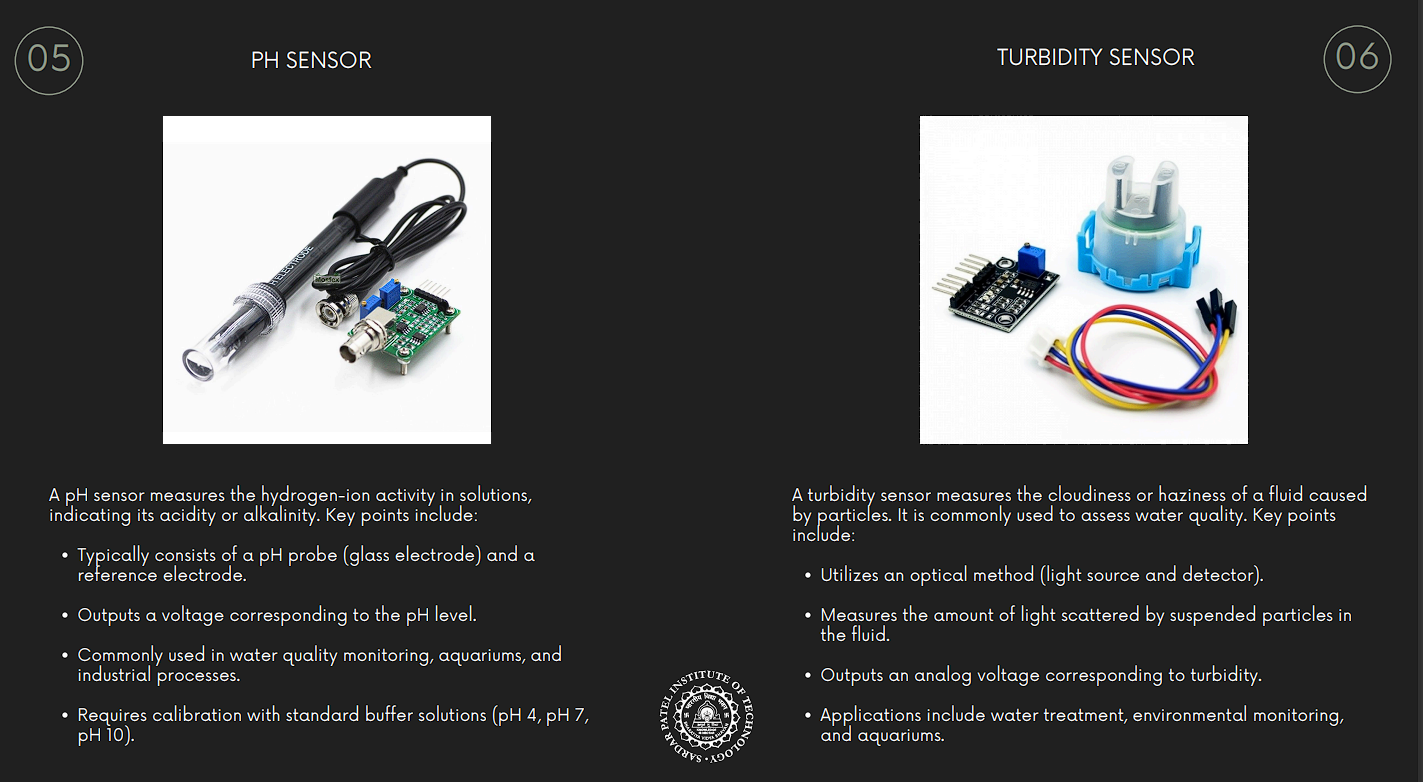 05
PH SENSOR
ELECTRODE
A pH sensor measures the hydrogen-ion activity in solutions,
indicating its acidity or alkalinity. Key points include:
• Typically consists of a pH probe (glass electrode) and a
reference electrode.
• Outputs a voltage corresponding to the pH level.
• Commonly used in water quality monitoring, aquariums, and
industrial processes.
• Requires calibration with standard buffer solutions (pH 4, pH 7,
pH 10).
TURBIDITY SENSOR
06
A turbidity sensor measures the cloudiness or haziness of a fluid caused
by particles. It is commonly used to assess water quality. Key points
include:
• Utilizes an optical method (light source and detector).
• Measures the amount of light scattered by suspended particles in
the fluid.
• Outputs an analog voltage corresponding to turbidity.
• Applications include water treatment, environmental monitoring,
and aquariums.
SARDAR PATEL INSTITUTE OF TECHNOLOGY